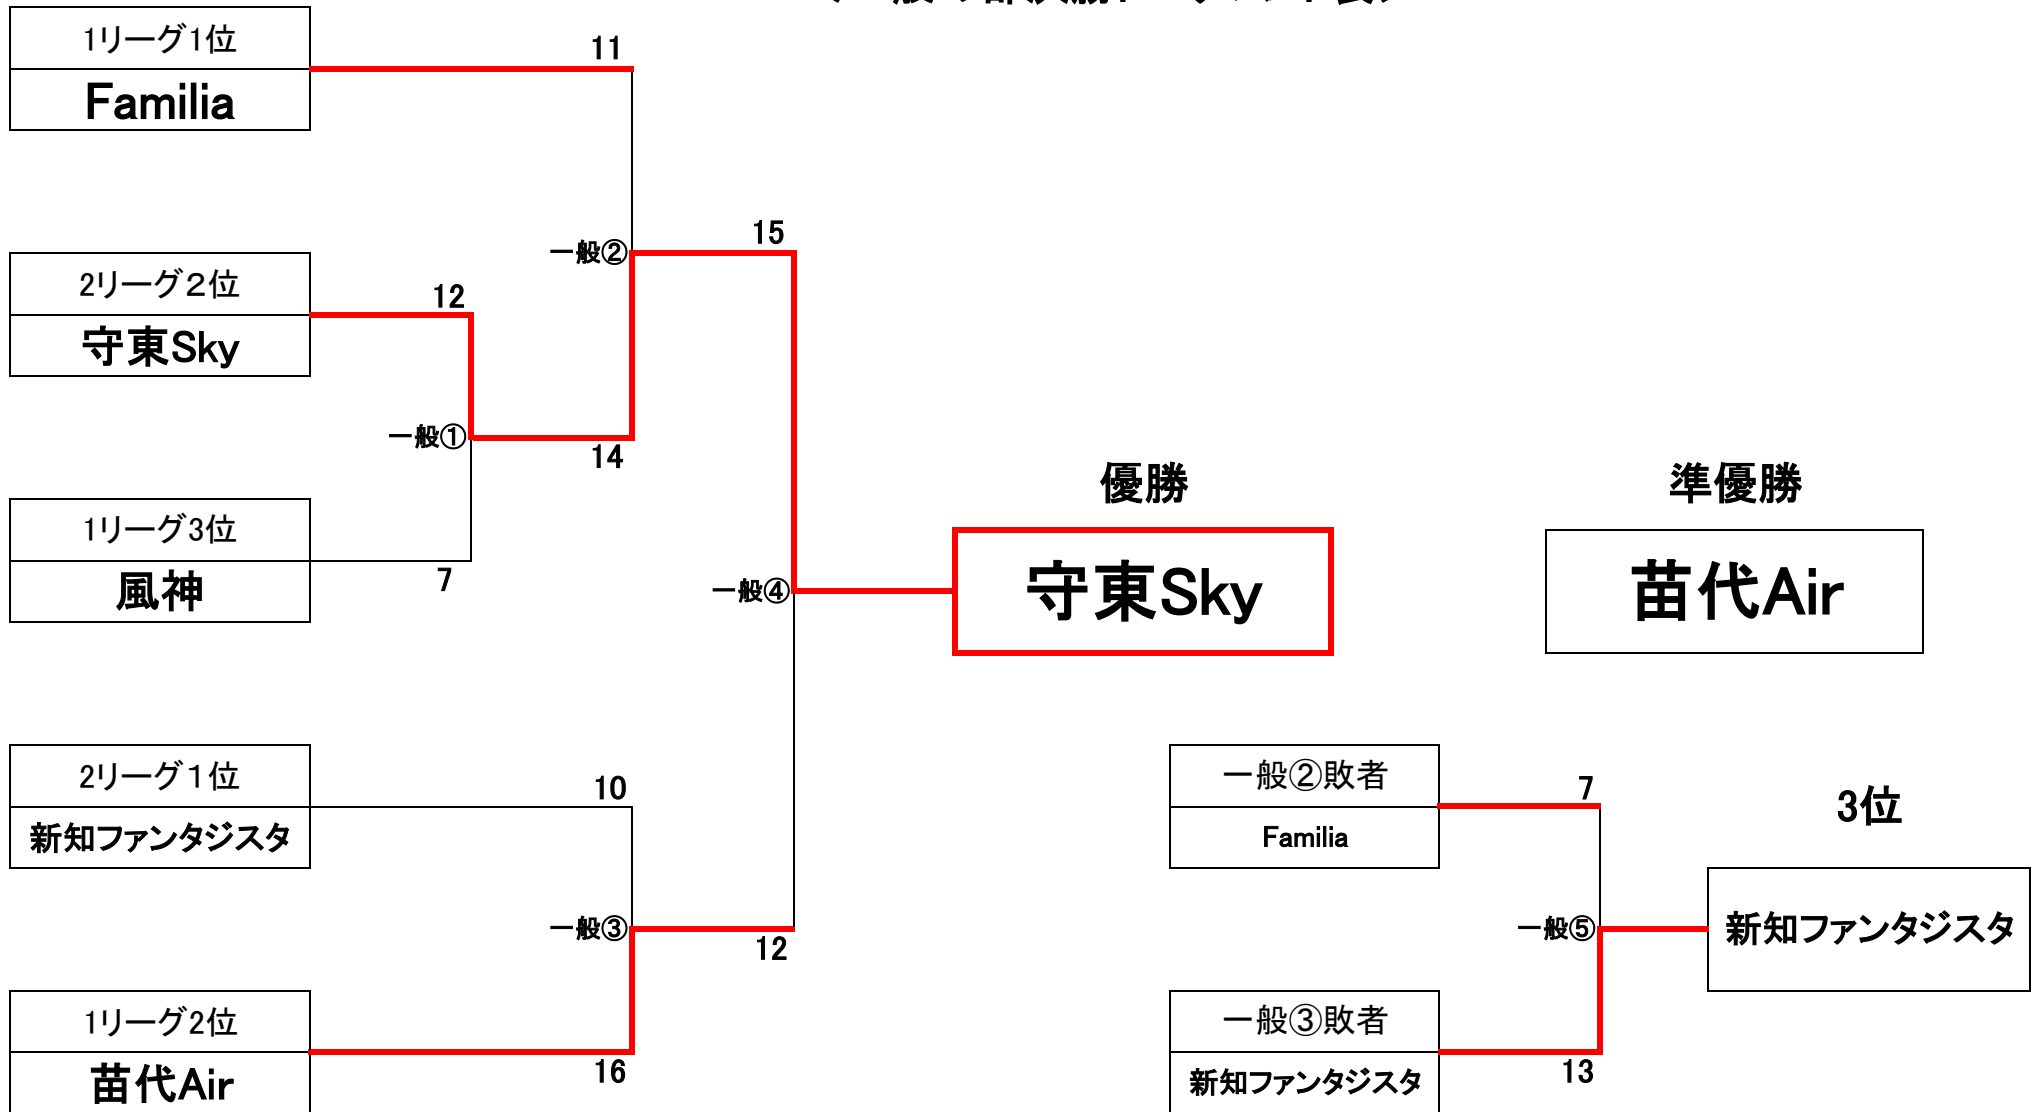 1リーグ1位
11
Familia
15
一般②
2リーグ２位
12
守東Sky
一般①
14
優勝
準優勝
1リーグ3位
7
風神
一般④
守東Sky
苗代Air
2リーグ１位
10
新知ファンタジスタ
一般②敗者
7
3位
Familia
一般③
12
一般⑤
新知ファンタジスタ
1リーグ2位
16
苗代Air
一般③敗者
13
新知ファンタジスタ